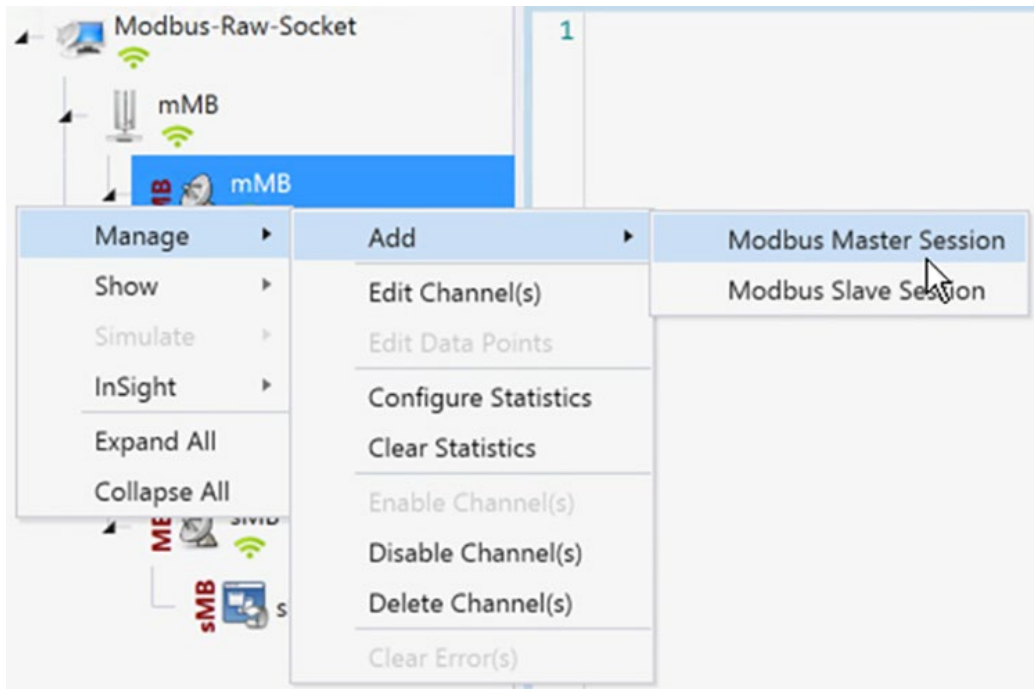 Modbus-Raw-Socket
1
mMB
mMB
Manage
Show
Simulate
InSight
Expand All
Collapse All
Add
Edit Channel(s)
Edit Data Points
Configure Statistics
Clear Statistics
Enable Channel(s)
Disable Channel(s)
Delete Channel(s)
Clear Error(s)
Modbus Master Session
Modbus Slave Session
MB
sMB
sMB
s